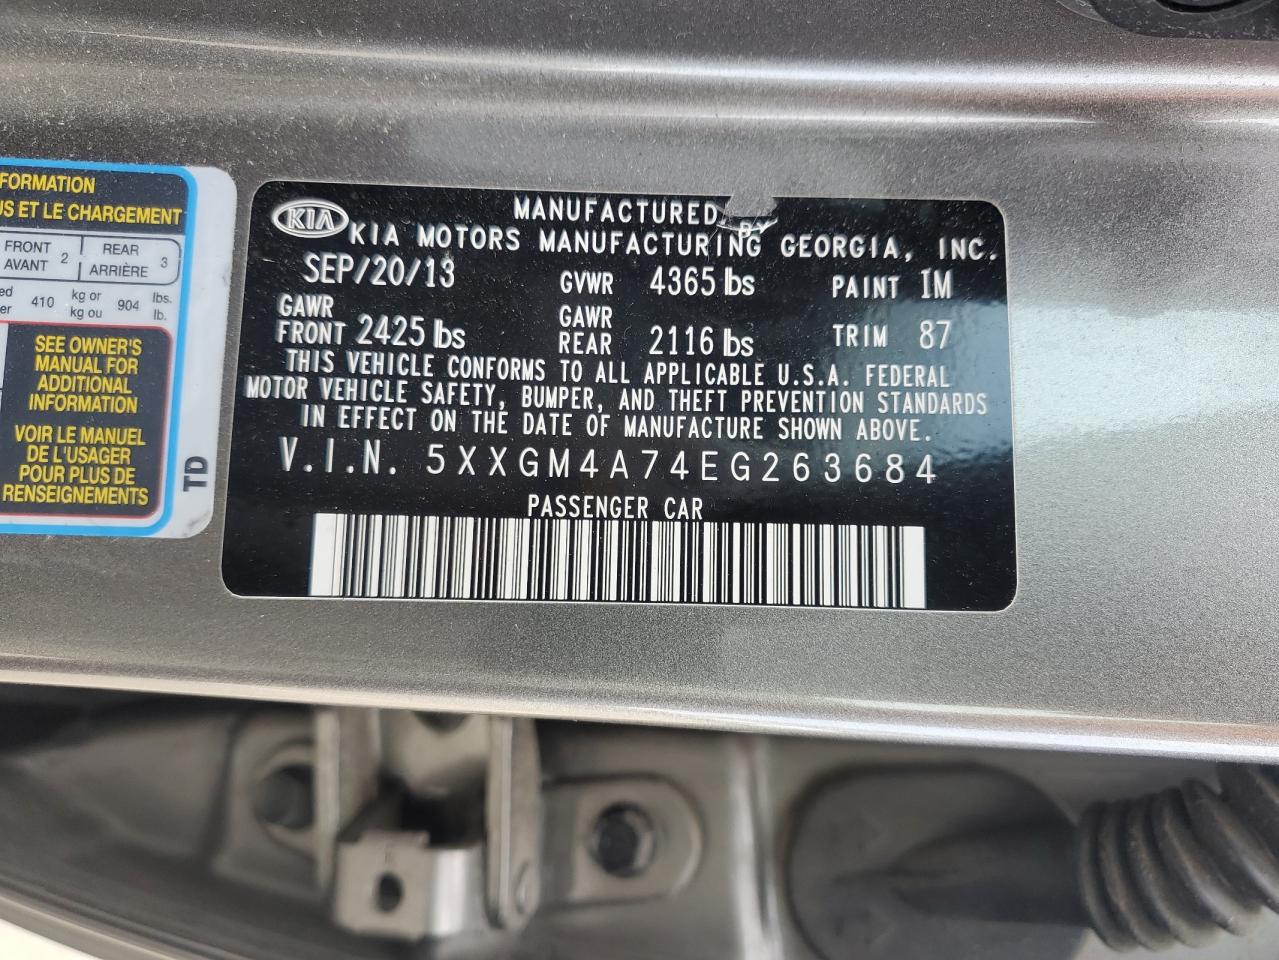 FORMATION
US ET LE CHARGEMENT
FRONT
AVANT 2 REAR
ARRIÈRE 3
410 kg or
kg ou 904 lbs.
lb.
SEE OWNER'S
MANUAL FOR
ADDITIONAL
INFORMATION
VOIR LE MANUEL
DE L'USAGER
POUR PLUS DE
RENSEIGNEMENTS
TD
KIA
MANUFACTURED BY
KIA MOTORS MANUFACTURING GEORGIA, INC.
SEP/20/13 GVWR 4365 lbs PAINT IM
GAWR
FRONT 2425 lbs GAWR
REAR 2116 lbs TRIM 87
THIS VEHICLE CONFORMS TO ALL APPLICABLE U.S.A. FEDERAL
MOTOR VEHICLE SAFETY, BUMPER, AND THEFT PREVENTION STANDARDS
IN EFFECT ON THE DATE OF MANUFACTURE SHOWN ABOVE.
V.I.N. 5XXGM4A74EG263684
PASSENGER CAR